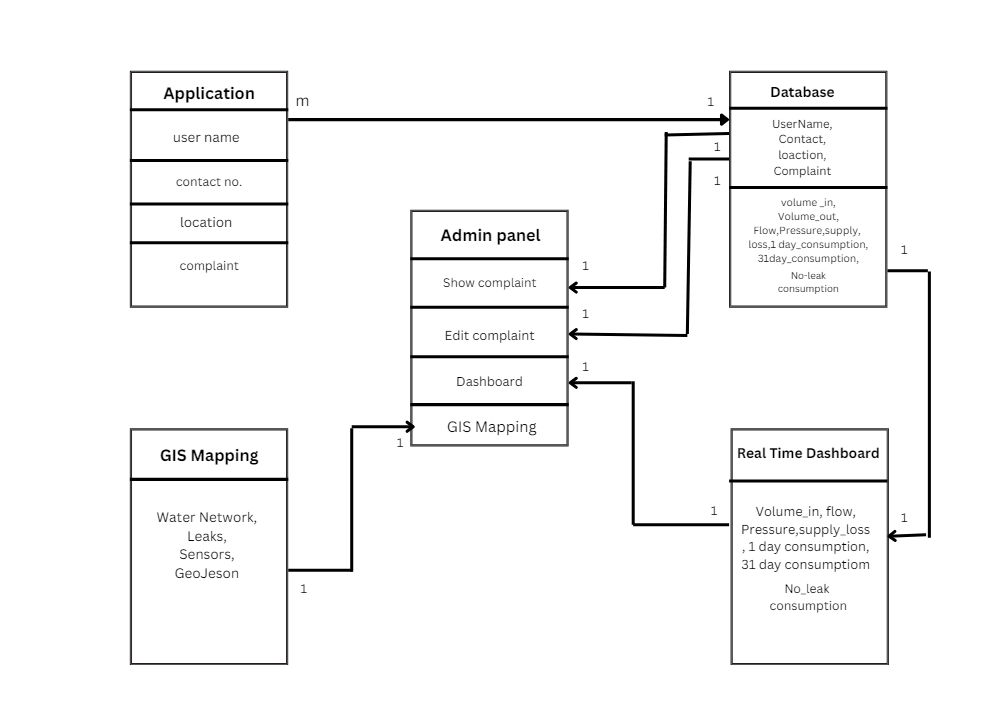 Application
user name
contact no.
location
complaint
m
1
Database
UserName,
Contact,
loaction,
Complaint
volume _in,
Volume_out,
Flow,Pressure,supply,
loss,1 day_consumption,
31day_consumption,
No-leak
consumption
1
1
1
Admin panel
Show complaint
Edit complaint
Dashboard
GIS Mapping
1
1
1
1
GIS Mapping
Water Network,
Leaks,
Sensors,
GeoJeson
1
Real Time Dashboard
Volume_in, flow,
Pressure,supply_loss
, 1 day consumption,
31 day consumptiom
No_leak
consumption
1
1